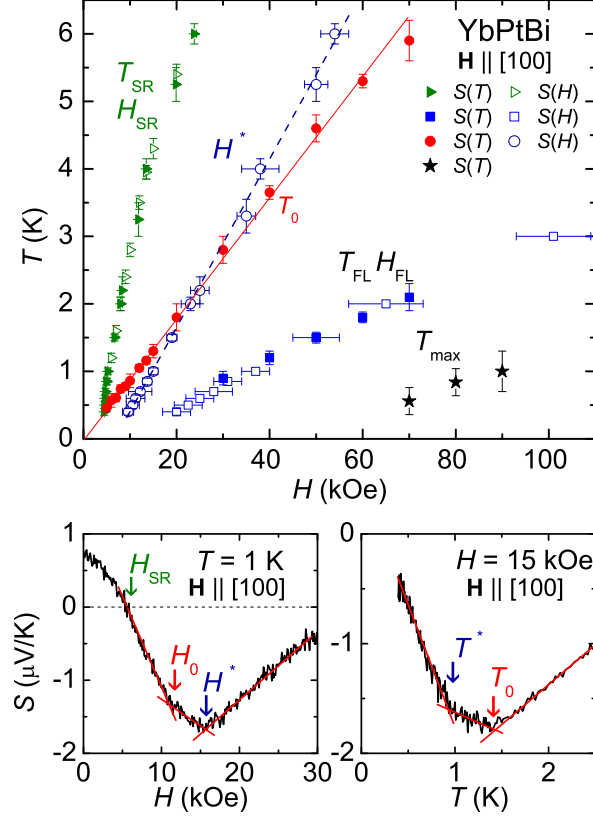 YbPtBi
H || [100]
T_SR
H_SR
S(T) S(H)
S(T) S(H)
S(T) S(H)
S(T)
H*
T_0
T_FL H_FL
T_max
6
5
4
3
2
1
0
T (K)
0 20 40 60 80 100
H (kOe)
1
0
-1
-2
S (μV/K)
H_SR
T = 1 K
H || [100]
H_0
H*
0 10 20 30
H (kOe)
-0
-1
-2
H = 15 kOe
H || [100]
T*
T_0
0 1 2
T (K)